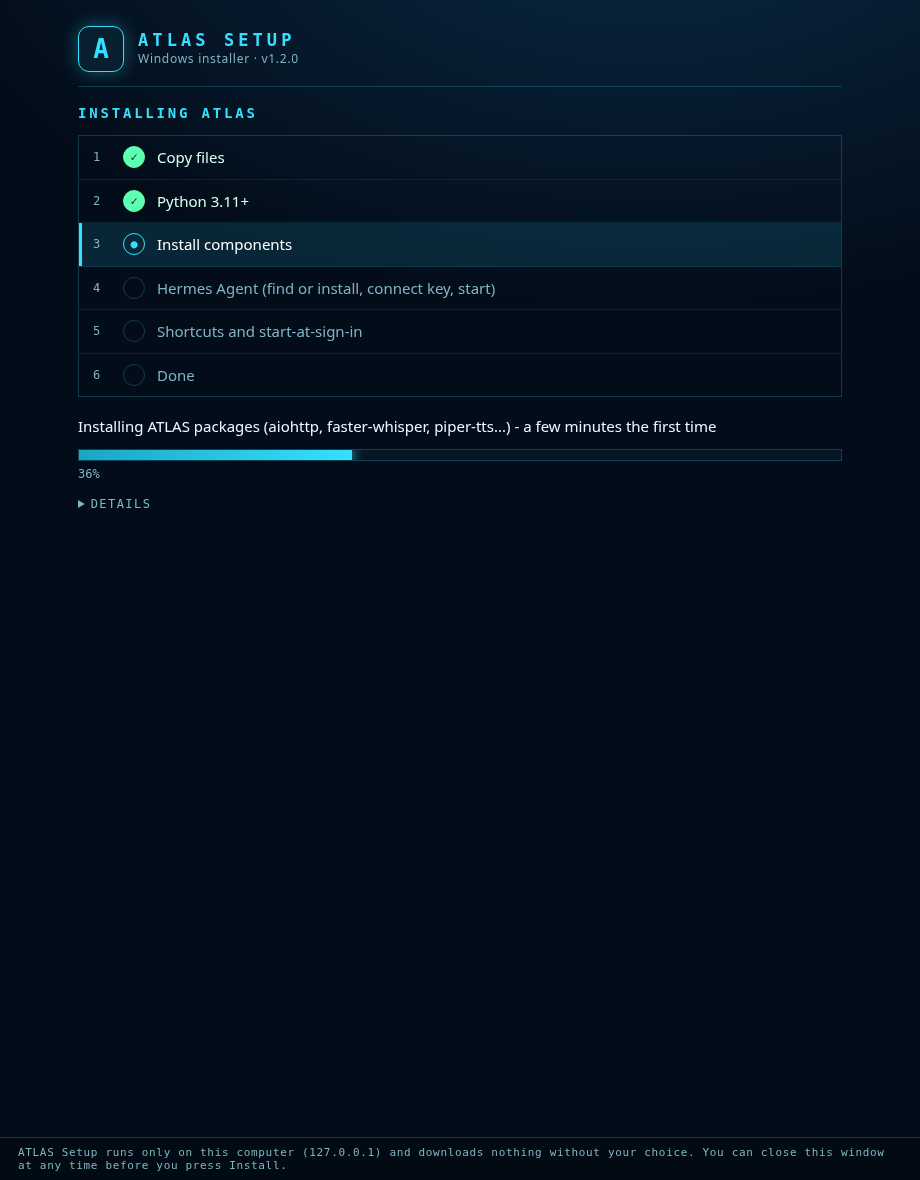 A
ATLAS SETUP
Windows installer · v1.2.0
INSTALLING ATLAS
1 ✓ Copy files
2 ✓ Python 3.11+
3 Install components
4 Hermes Agent (find or install, connect key, start)
5 Shortcuts and start-at-sign-in
6 Done
Installing ATLAS packages (aiohttp, faster-whisper, piper-tts...) - a few minutes the first time
36%
DETAILS
ATLAS Setup runs only on this computer (127.0.0.1) and downloads nothing without your choice. You can close this window
at any time before you press Install.